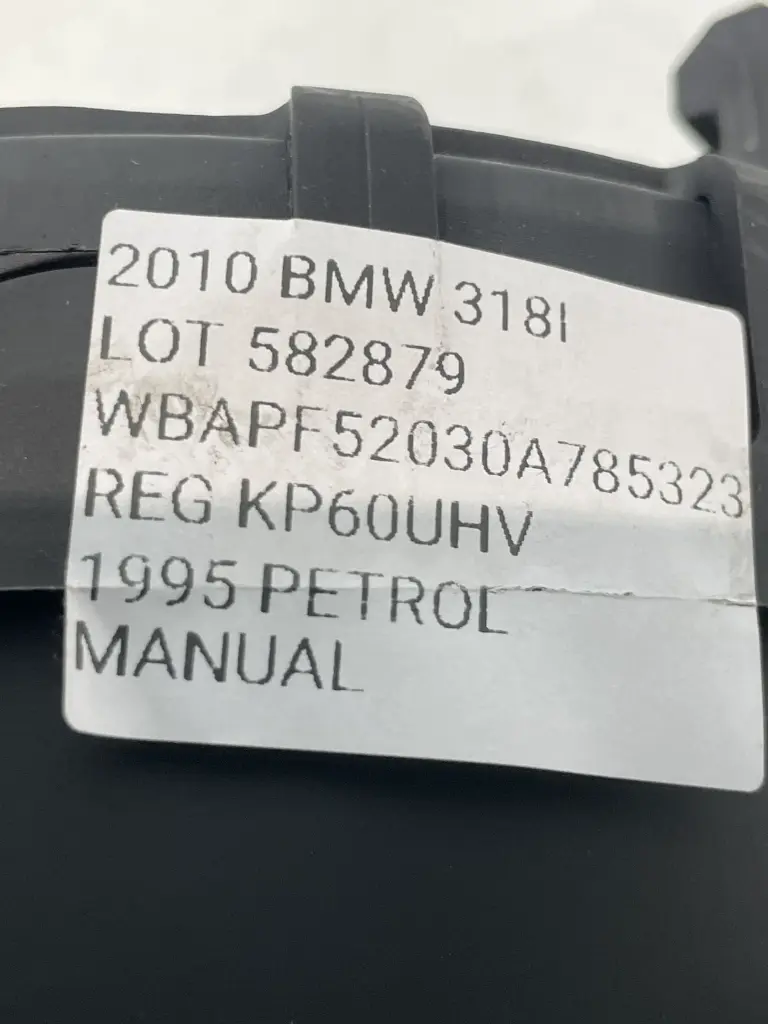 2010 BMW 318I
LOT 582879
WBAPF52030A785323
REG KP60UHV
1995 PETROL
MANUAL